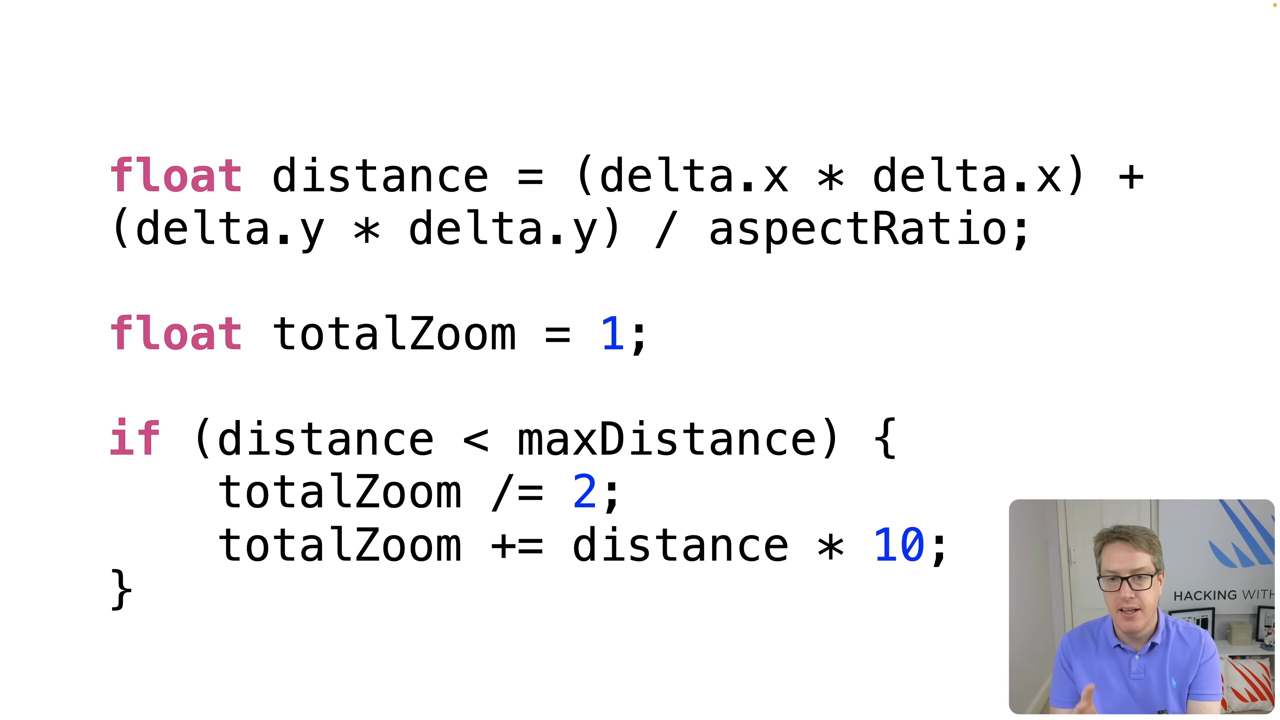 float distance = (delta.x * delta.x) +
(delta.y * delta.y) / aspectRatio;
float totalZoom = 1;
if (distance < maxDistance) {
    totalZoom /= 2;
    totalZoom += distance * 10;
}
HACKING WITH